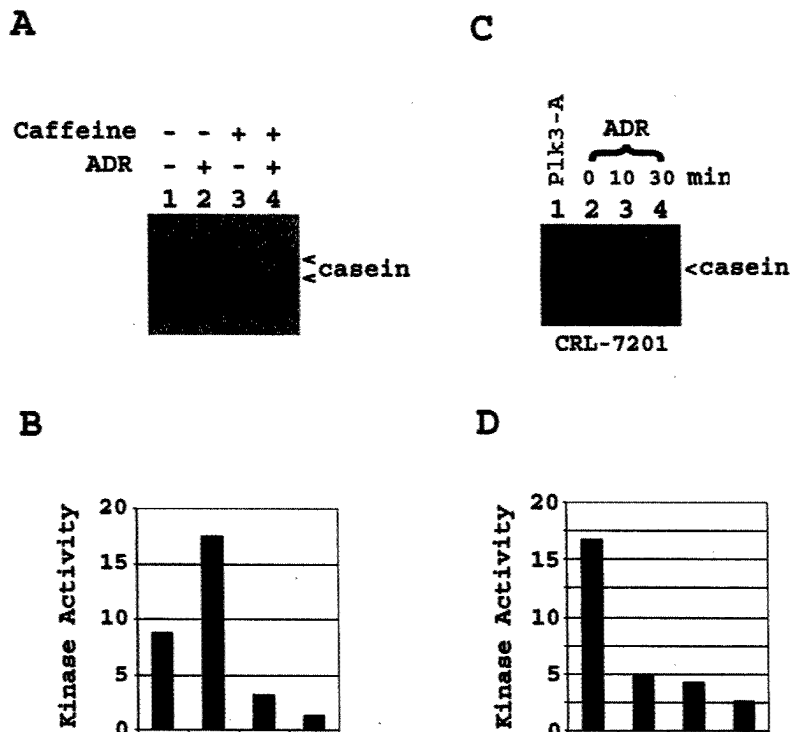 A
Caffeine - - + +
ADR - + - +
1 2 3 4
<
< casein
C
Plk3-A
ADR
0 10 30 min
1 2 3 4
<casein
CRL-7201
B
Kinase Activity
20
15
10
5
0
D
Kinase Activity
20
15
10
5
0